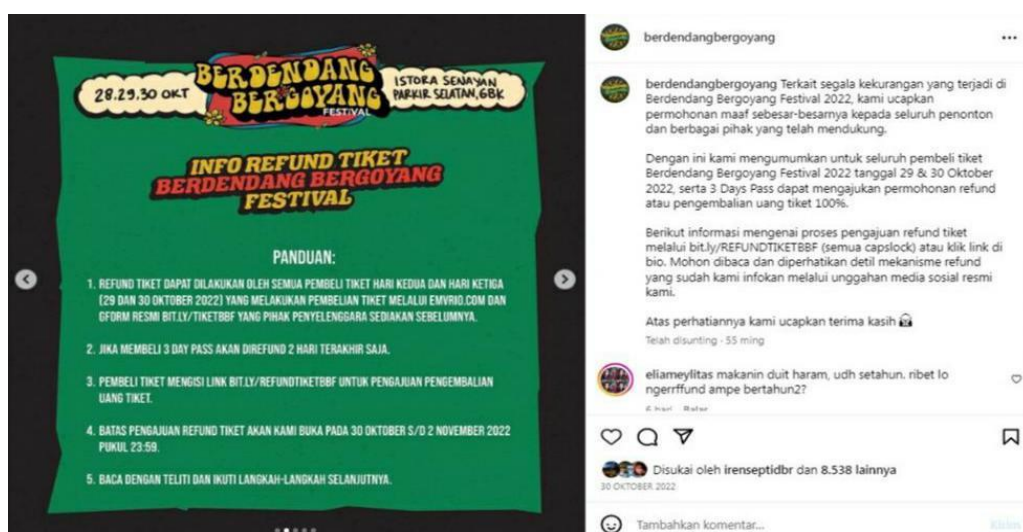 28.29.30 OKT
BERDENDANG
BERGOYANG
FESTIVAL
ISTORA SENAYAN
PARKIR SELATAN, GBK
INFO REFUND TIKET
BERDENDANG BERGOYANG
FESTIVAL
PANDUAN:
1. REFUND TIKET DAPAT DILAKUKAN OLEH SEMUA PEMBELI TIKET HARI KEDUA DAN HARI KETIGA
(29 DAN 30 OKTOBER 2022) YANG MELAKUKAN PEMBELIAN TIKET MELALUI EMVRIO.COM DAN
GFORM RESMI BIT.LY/TIKETBBF YANG PIHAK PENYELENGGARA SEDIAKAN SEBELUMNYA.
2. JIKA MEMBELI 3 DAY PASS AKAN DIREFUND 2 HARI TERAKHIR SAJA.
3. PEMBELI TIKET MENGISI LINK BIT.LY/REFUNDTIKETBBF UNTUK PENGAJUAN PENGEMBALIAN
UANG TIKET.
4. BATAS PENGAJUAN REFUND TIKET AKAN KAMI BUKA PADA 30 OKTOBER S/D 2 NOVEMBER 2022
PUKUL 23:59.
5. BACA DENGAN TELITI DAN IKUTI LANGKAH-LANGKAH SELANJUTNYA.
berdendangbergoyang
berdendangbergoyang Terkait segala kekurangan yang terjadi di
Berdendang Bergoyang Festival 2022, kami ucapkan
permohonan maaf sebesar-besarnya kepada seluruh penonton
dan berbagai pihak yang telah mendukung.
Dengan ini kami mengumumkan untuk seluruh pembeli tiket
Berdendang Bergoyang Festival 2022 tanggal 29 & 30 Oktober
2022, serta 3 Days Pass dapat mengajukan permohonan refund
atau pengembalian uang tiket 100%.
Berikut informasi mengenai proses pengajuan refund tiket
melalui bit.ly/REFUNDTIKETBBF (semua capslock) atau klik link di
bio. Mohon dibaca dan diperhatikan detil mekanisme refund
yang sudah kami infokan melalui unggahan media sosial resmi
kami.
Atas perhatiannya kami ucapkan terima kasih 🙏
Telah disunting · 55 ming
eliameylitas makanin duit haram, udh setahun. ribet lo
ngerrffund ampe bertahun2?
6 hari Balas
Disukai oleh irenseptidbr dan 8.538 lainnya
30 OKTOBER 2022
Tambahkan komentar...
Kirim